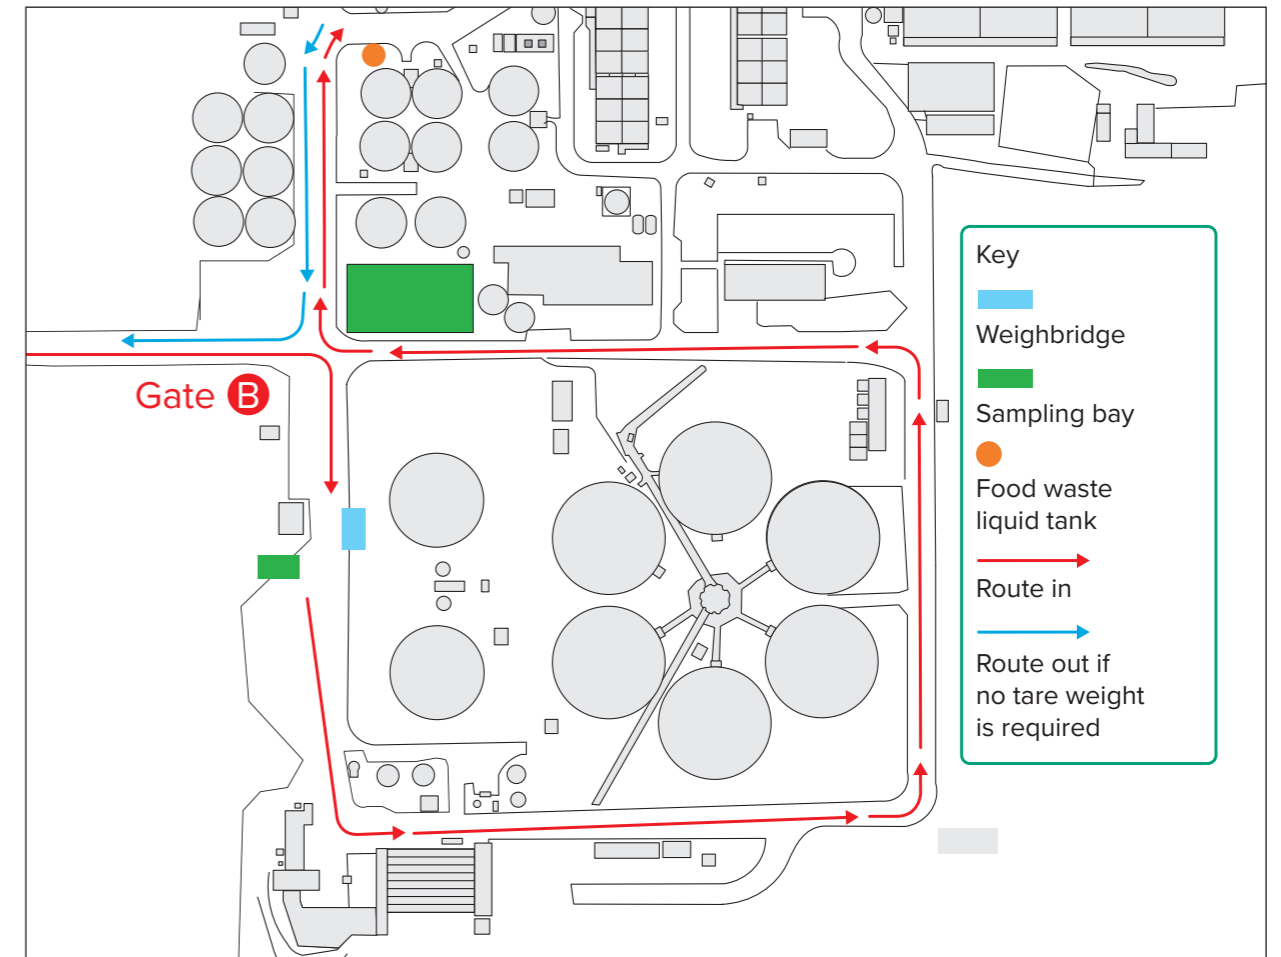 Gate B
Key
Weighbridge
Sampling bay
Food waste
liquid tank
Route in
Route out if
no tare weight
is required